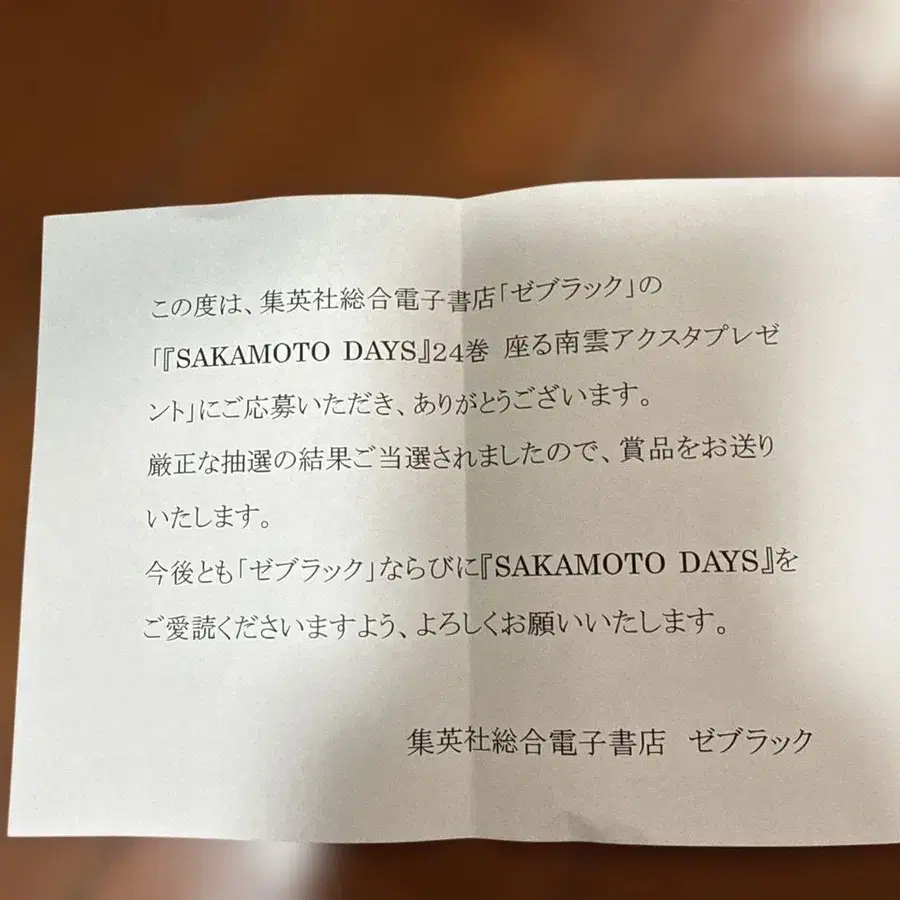 この度は、集英社総合電子書店「ゼブラック」の
「『SAKAMOTO DAYS』24巻 座る南雲アクスタプレゼ
ント」にご応募いただき、ありがとうございます。
厳正な抽選の結果ご当選されましたので、賞品をお送り
いたします。
今後とも「ゼブラック」ならびに『SAKAMOTO DAYS』を
ご愛読くださいますよう、よろしくお願いいたします。
集英社総合電子書店 ゼブラック